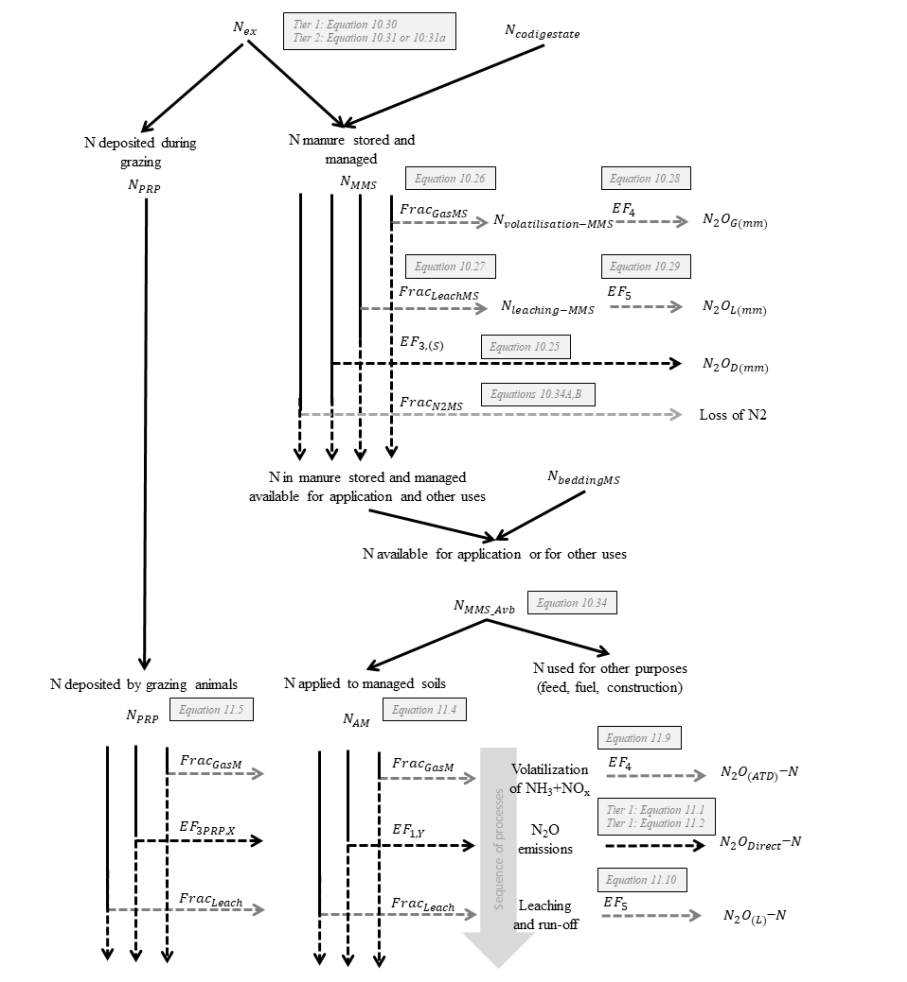 N_ex
Tier 1: Equation 10.30
Tier 2: Equation 10.31 or 10:31a
N_codigestate
N deposited during
grazing
N_PRP
N manure stored and
managed
N_MMS
Equation 10.26
Equation 10.28
Frac_GasMS
N_volatilisation−MMS
EF_4
N_2O_G(mm)
Equation 10.27
Equation 10.29
Frac_LeachMS
N_leaching−MMS
EF_5
N_2O_L(mm)
EF_3,(S)
Equation 10.25
N_2O_D(mm)
Equations 10.34A,B
Frac_N2MS
Loss of N2
N in manure stored and managed
available for application and other uses
N_beddingMS
N available for application or for other uses
N_MMS_Avb
Equation 10.34
N deposited by grazing animals
N applied to managed soils
N used for other purposes
(feed, fuel, construction)
N_PRP
Equation 11.5
N_AM
Equation 11.4
Equation 11.9
Frac_GasM
Frac_GasM
Volatilization
of NH_3+NO_x
EF_4
N_2O_(ATD)−N
Tier 1: Equation 11.1
Tier 1: Equation 11.2
EF_3PRP,X
EF_1,Y
N_2O
emissions
N_2O_Direct−N
Equation 11.10
Frac_Leach
Frac_Leach
Leaching
and run-off
EF_5
N_2O_(L)−N
Sequence of processes